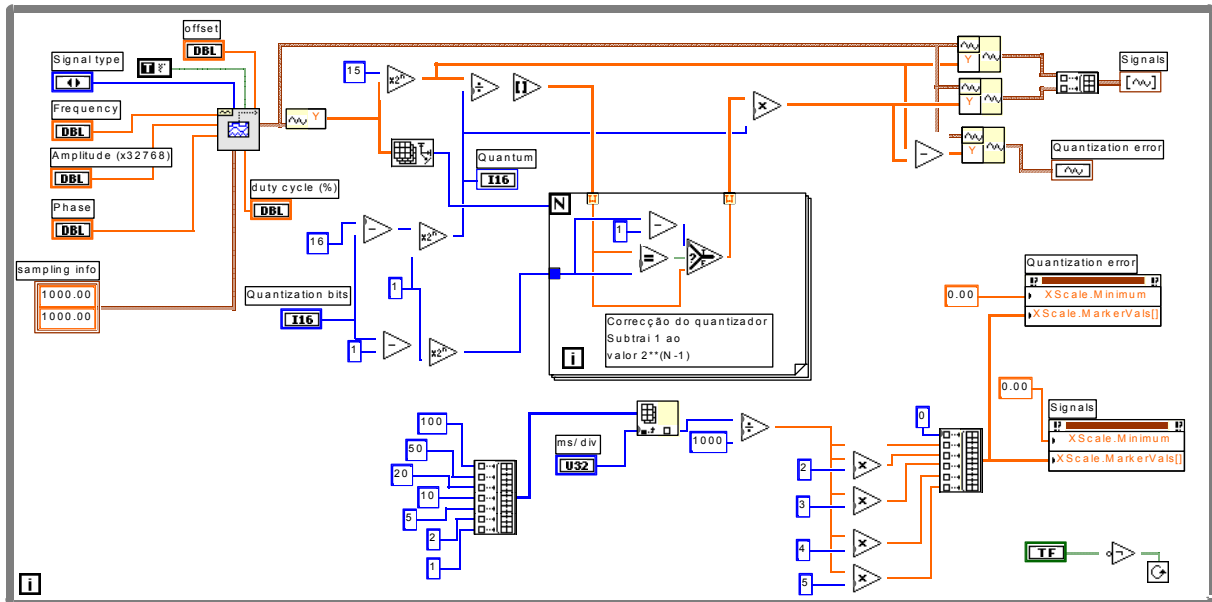 offset
DBL
Signal type
T
F
15
x2ⁿ
÷
[ ]
Y
Y
Y
Y
Signals
Frequency
DBL
×
Amplitude (x32768)
DBL
−
Quantization error
Quantum
I16
Phase
DBL
duty cycle (%)
DBL
N
16
−
x2ⁿ
1
−
=
?
T
F
sampling info
1000.00
1000.00
1
Quantization bits
I16
1
−
x2ⁿ
Correcção do quantizador
Subtrai 1 ao
valor 2**(N-1)
i
Quantization error
0.00
XScale.Minimum
XScale.MarkerVals[]
0.00
Signals
XScale.Minimum
XScale.MarkerVals[]
100
50
20
10
5
2
1
ms/div
U32
1000
÷
0
2
×
3
×
4
×
5
×
TF
i